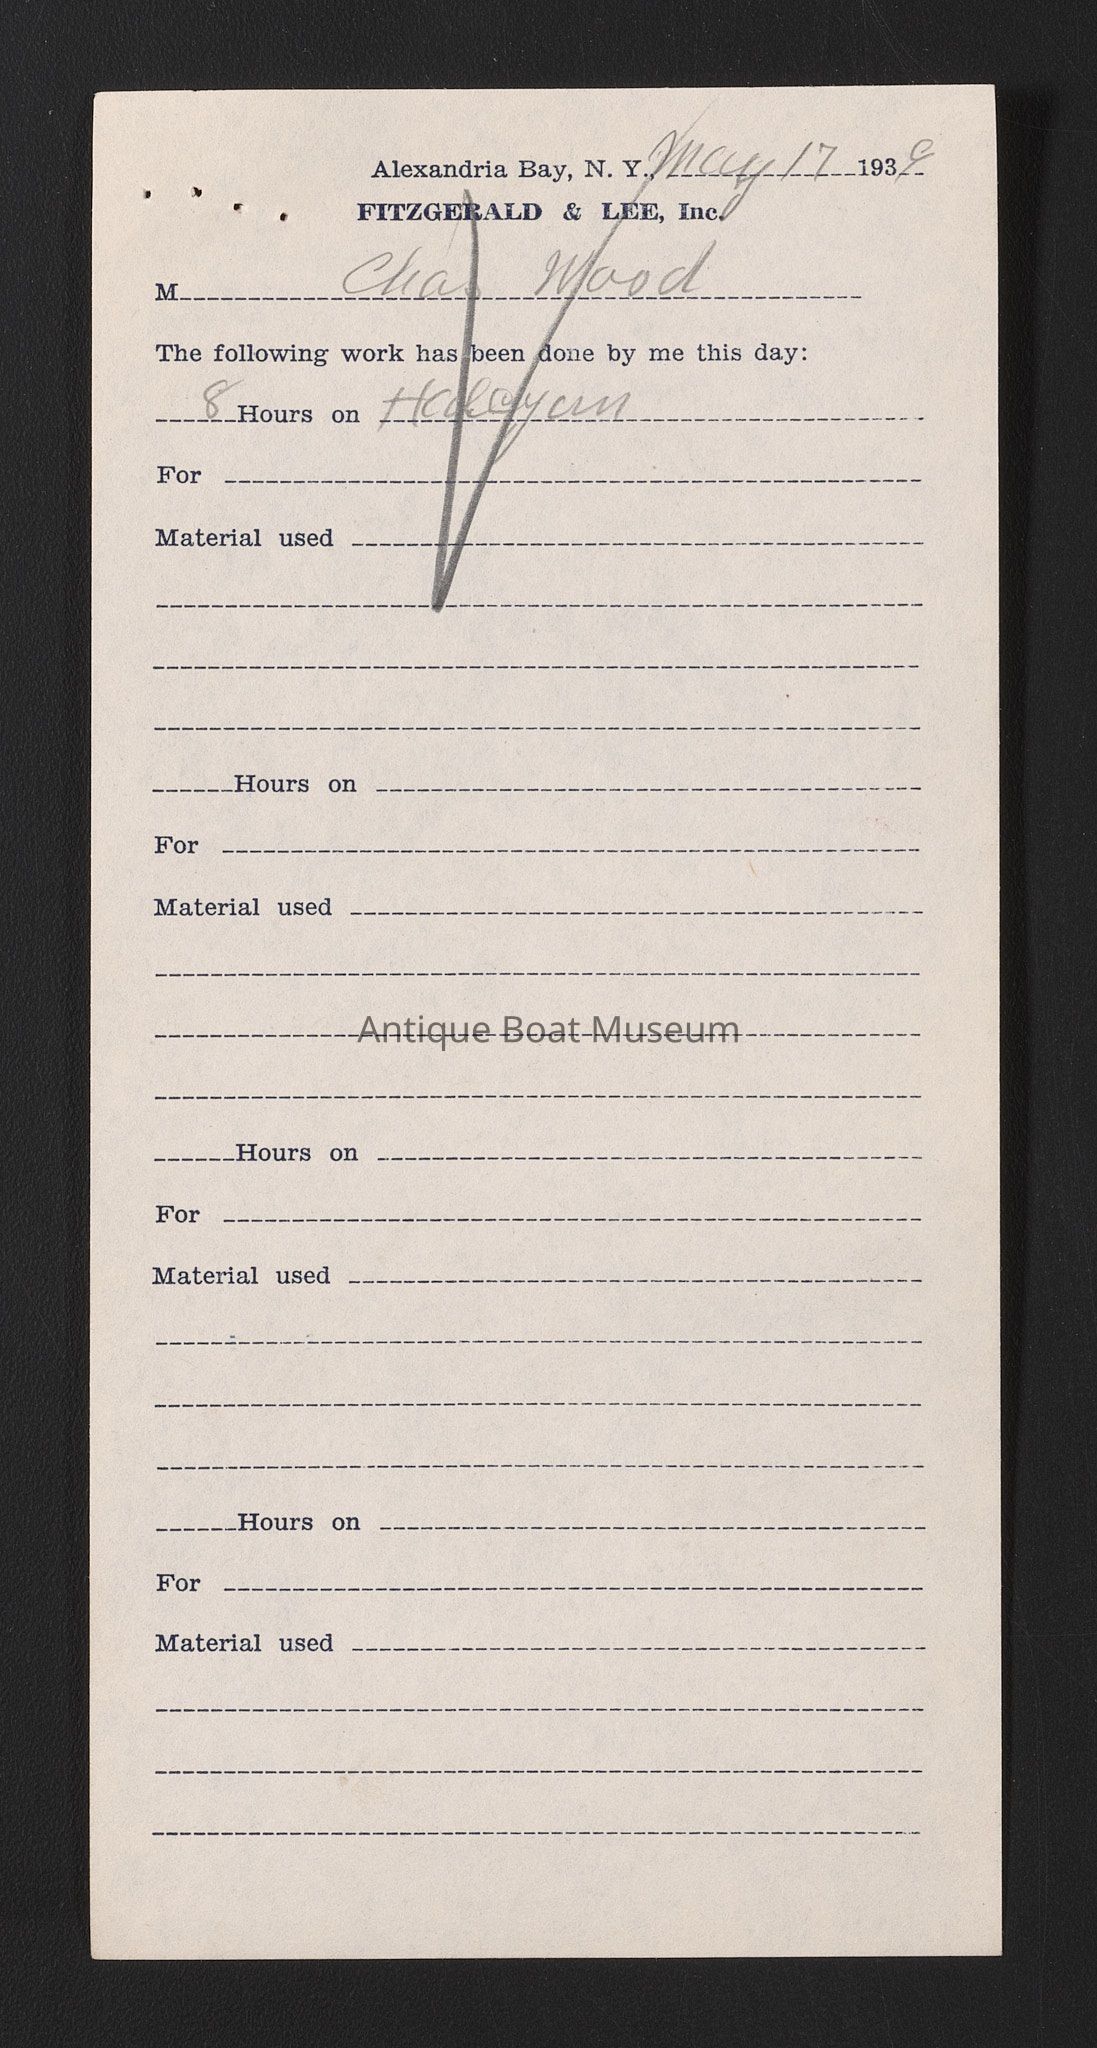 Alexandria Bay, N. Y., May 17 1939
FITZGERALD & LEE, Inc.
M Chas Wood
The following work has been done by me this day:
8 Hours on
For
Material used
Hours on
For
Material used
Antique Boat Museum
Hours on
For
Material used
Hours on
For
Material used